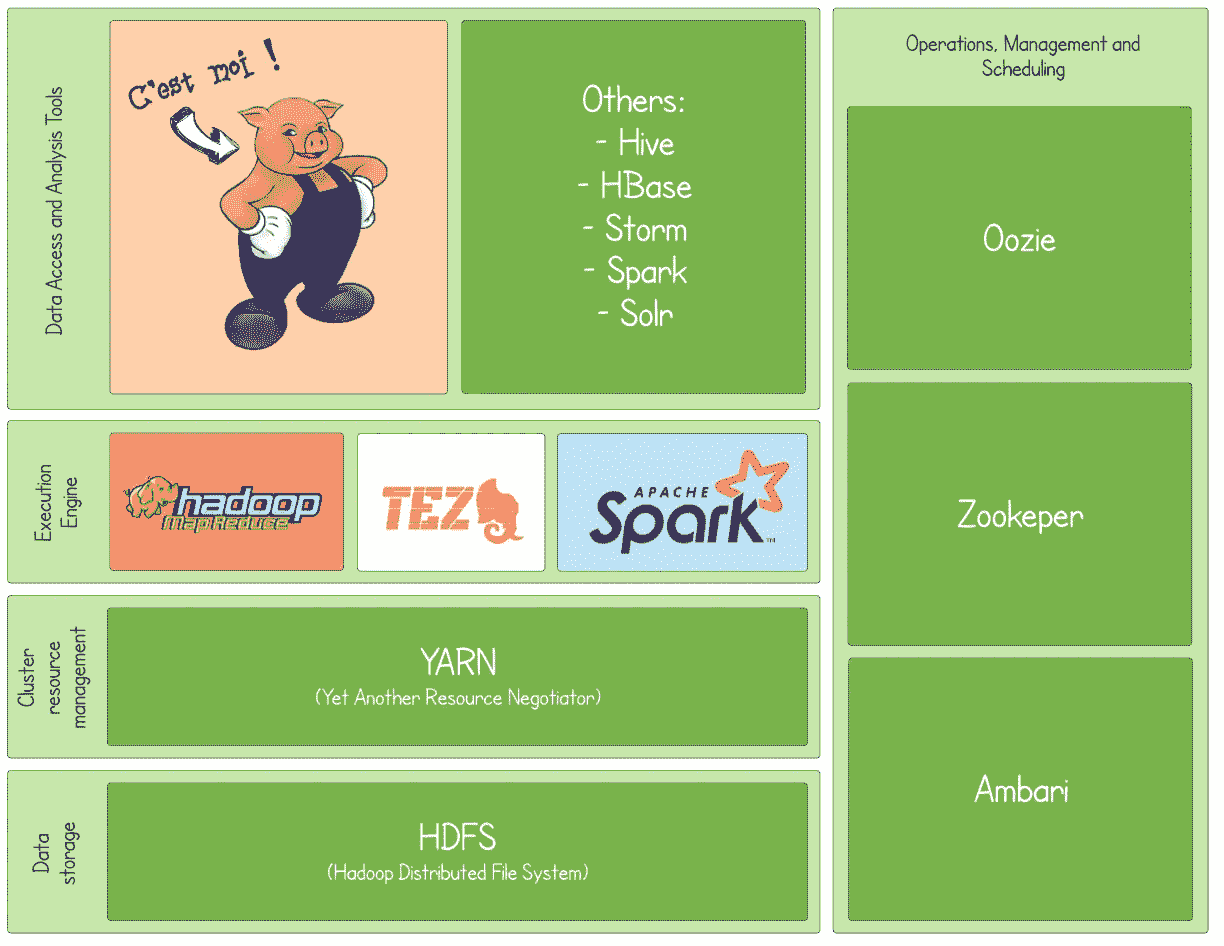 Data Access and Analysis Tools
C'est moi !
Others:
- Hive
- HBase
- Storm
- Spark
- Solr
Execution
Engine
hadoop
MapReduce
TEZ
APACHE
Spark
TM
Cluster
resource
management
YARN
(Yet Another Resource Negotiator)
Data
storage
HDFS
(Hadoop Distributed File System)
Operations, Management and
Scheduling
Oozie
Zookeper
Ambari